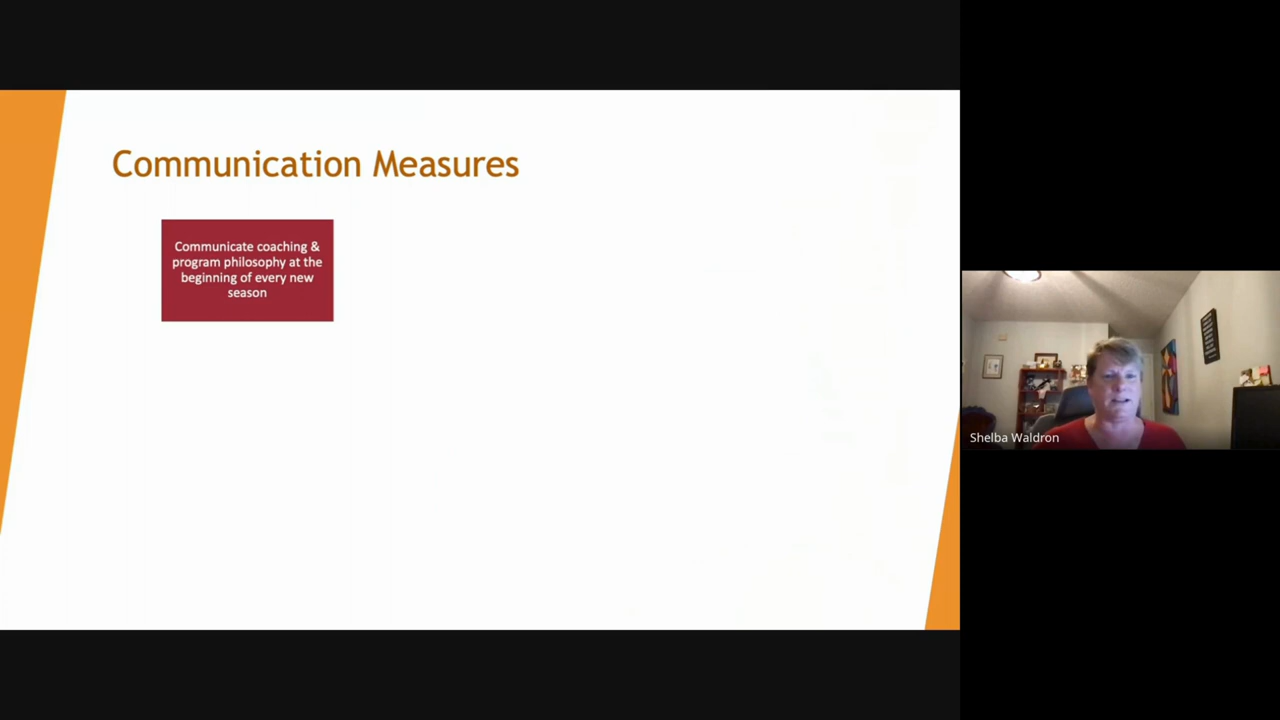 Communication Measures
Communicate coaching &
program philosophy at the
beginning of every new
season
Shelba Waldron